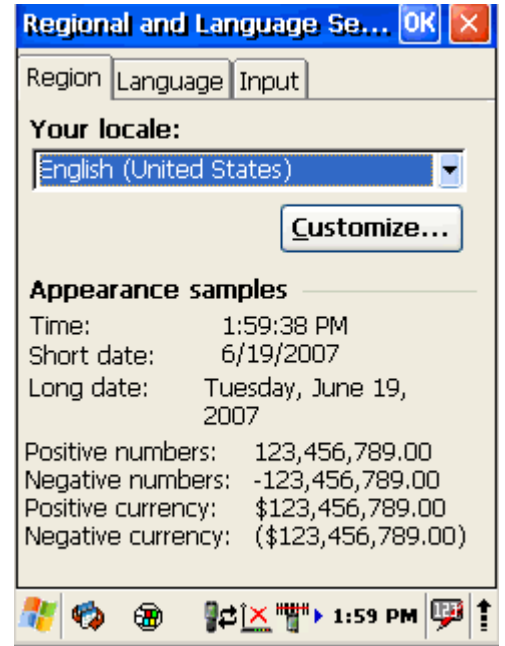 Regional and Language Se... OK
Region Language Input
Your locale:
English (United States)
Customize...
Appearance samples
Time: 1:59:38 PM
Short date: 6/19/2007
Long date: Tuesday, June 19,
2007
Positive numbers: 123,456,789.00
Negative numbers: -123,456,789.00
Positive currency: $123,456,789.00
Negative currency: ($123,456,789.00)
1:59 PM 123